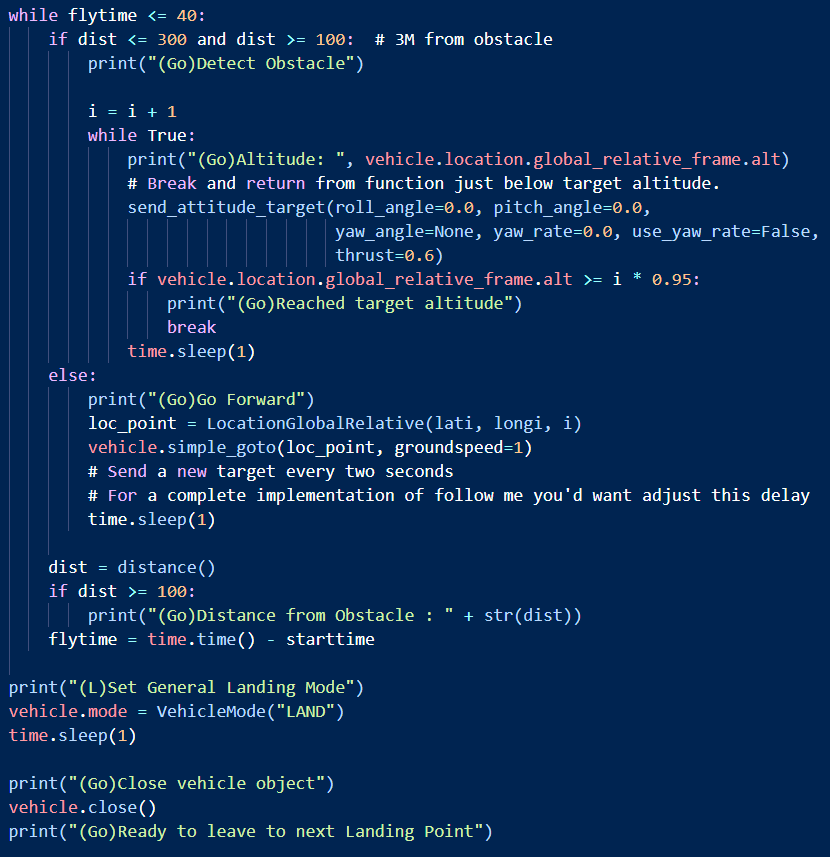 while flytime <= 40:
    if dist <= 300 and dist >= 100:  # 3M from obstacle
        print("(Go)Detect Obstacle")

        i = i + 1
        while True:
            print("(Go)Altitude: ", vehicle.location.global_relative_frame.alt)
            # Break and return from function just below target altitude.
            send_attitude_target(roll_angle=0.0, pitch_angle=0.0,
                                 yaw_angle=None, yaw_rate=0.0, use_yaw_rate=False,
                                 thrust=0.6)
            if vehicle.location.global_relative_frame.alt >= i * 0.95:
                print("(Go)Reached target altitude")
                break
            time.sleep(1)
    else:
        print("(Go)Go Forward")
        loc_point = LocationGlobalRelative(lati, longi, i)
        vehicle.simple_goto(loc_point, groundspeed=1)
        # Send a new target every two seconds
        # For a complete implementation of follow me you'd want adjust this delay
        time.sleep(1)

    dist = distance()
    if dist >= 100:
        print("(Go)Distance from Obstacle : " + str(dist))
    flytime = time.time() - starttime

print("(L)Set General Landing Mode")
vehicle.mode = VehicleMode("LAND")
time.sleep(1)

print("(Go)Close vehicle object")
vehicle.close()
print("(Go)Ready to leave to next Landing Point")